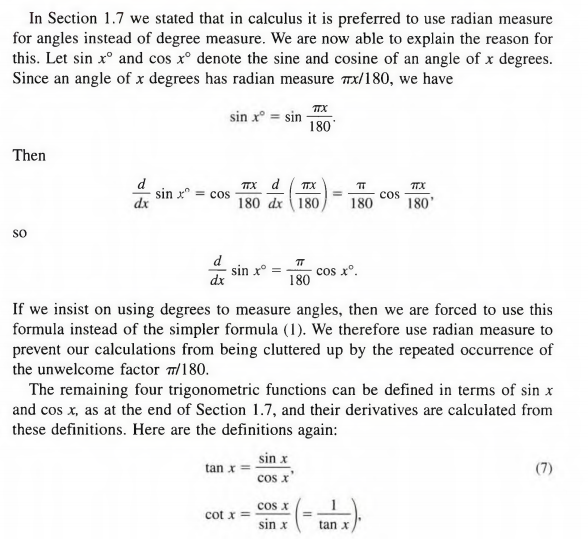 In Section 1.7 we stated that in calculus it is preferred to use radian measure
for angles instead of degree measure. We are now able to explain the reason for
this. Let sin x° and cos x° denote the sine and cosine of an angle of x degrees.
Since an angle of x degrees has radian measure πx/180, we have
sin x° = sin πx/180.
Then
d/dx sin x° = cos πx/180 d/dx (πx/180) = π/180 cos πx/180,
so
d/dx sin x° = π/180 cos x°.
If we insist on using degrees to measure angles, then we are forced to use this
formula instead of the simpler formula (1). We therefore use radian measure to
prevent our calculations from being cluttered up by the repeated occurrence of
the unwelcome factor π/180.
The remaining four trigonometric functions can be defined in terms of sin x
and cos x, as at the end of Section 1.7, and their derivatives are calculated from
these definitions. Here are the definitions again:
tan x = sin x/cos x, (7)
cot x = cos x/sin x (= 1/tan x),